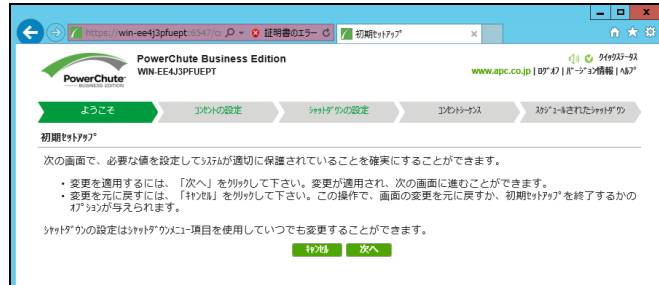 https://win-ee4j3pfuept:6547/c 証明書のエラー 初期ｾｯﾄｱｯﾌﾟ
PowerChute Business Edition
WIN-EE4J3PFUEPT
PowerChute
BUSINESS EDITION
ｸｲｯｸｽﾃｰﾀｽ
www.apc.co.jp | ﾛｸﾞｵﾌ | ﾊﾞｰｼﾞｮﾝ情報 | ﾍﾙﾌﾟ
ようこそ ｺﾝｾﾝﾄの設定 ｼｬｯﾄﾀﾞｳﾝの設定 ｺﾝｾﾝﾄｼｰｹﾝｽ ｽｹｼﾞｭｰﾙされたｼｬｯﾄﾀﾞｳﾝ
初期ｾｯﾄｱｯﾌﾟ
次の画面で、必要な値を設定してｼｽﾃﾑが適切に保護されていることを確実にすることができます。
・変更を適用するには、「次へ」をｸﾘｯｸして下さい。変更が適用され、次の画面に進むことができます。
・変更を元に戻すには、「ｷｬﾝｾﾙ」をｸﾘｯｸして下さい。この操作で、画面の変更を元に戻すか、初期ｾｯﾄｱｯﾌﾟを終了するかの
ｵﾌﾟｼｮﾝが与えられます。
ｼｬｯﾄﾀﾞｳﾝの設定はｼｬｯﾄﾀﾞｳﾝﾒﾆｭｰ項目を使用していつでも変更することができます。
ｷｬﾝｾﾙ 次へ